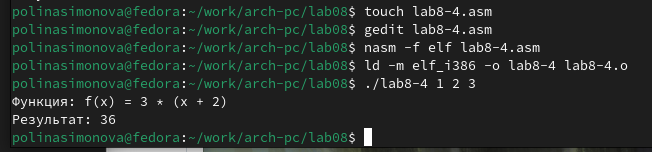 polinasimonova@fedora:~/work/arch-pc/lab08$ touch lab8-4.asm
polinasimonova@fedora:~/work/arch-pc/lab08$ gedit lab8-4.asm
polinasimonova@fedora:~/work/arch-pc/lab08$ nasm -f elf lab8-4.asm
polinasimonova@fedora:~/work/arch-pc/lab08$ ld -m elf_i386 -o lab8-4 lab8-4.o
polinasimonova@fedora:~/work/arch-pc/lab08$ ./lab8-4 1 2 3
Функция: f(x) = 3 * (x + 2)
Результат: 36
polinasimonova@fedora:~/work/arch-pc/lab08$